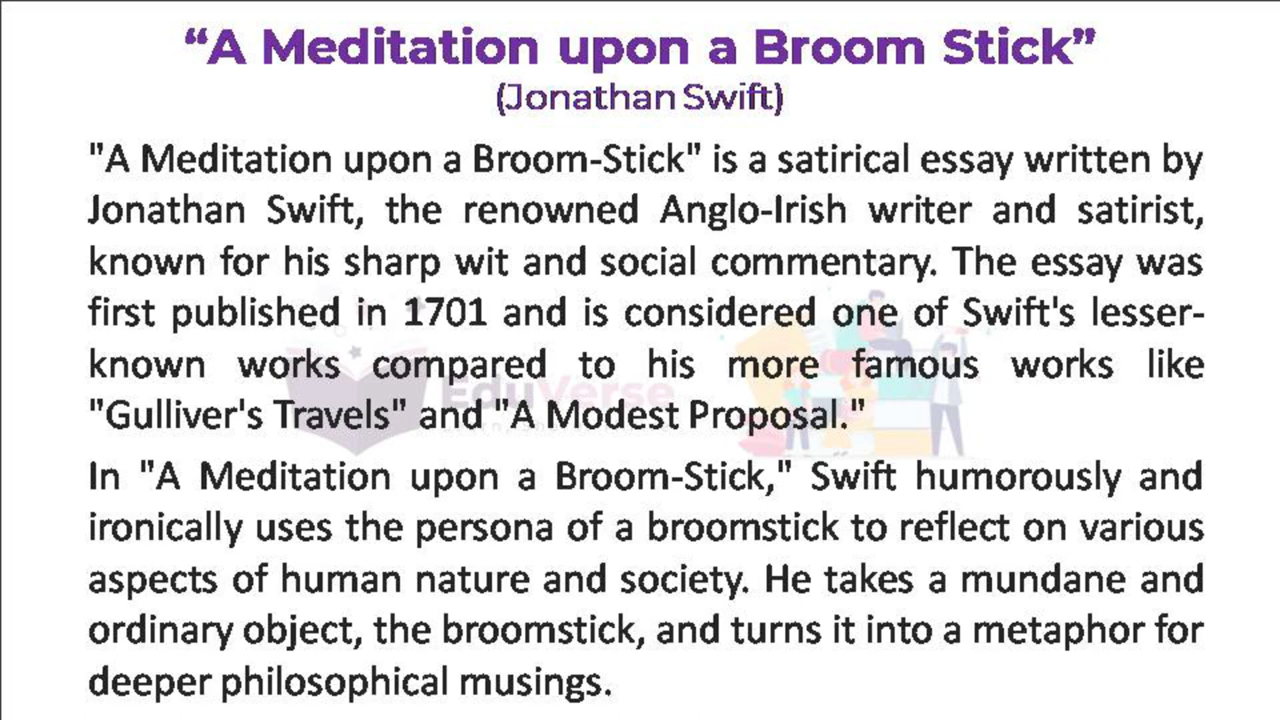 “A Meditation upon a Broom Stick”
(Jonathan Swift)
"A Meditation upon a Broom-Stick" is a satirical essay written by
Jonathan Swift, the renowned Anglo-Irish writer and satirist,
known for his sharp wit and social commentary. The essay was
first published in 1701 and is considered one of Swift's lesser-
known works compared to his more famous works like
"Gulliver's Travels" and "A Modest Proposal."
EduVerse
In "A Meditation upon a Broom-Stick," Swift humorously and
ironically uses the persona of a broomstick to reflect on various
aspects of human nature and society. He takes a mundane and
ordinary object, the broomstick, and turns it into a metaphor for
deeper philosophical musings.